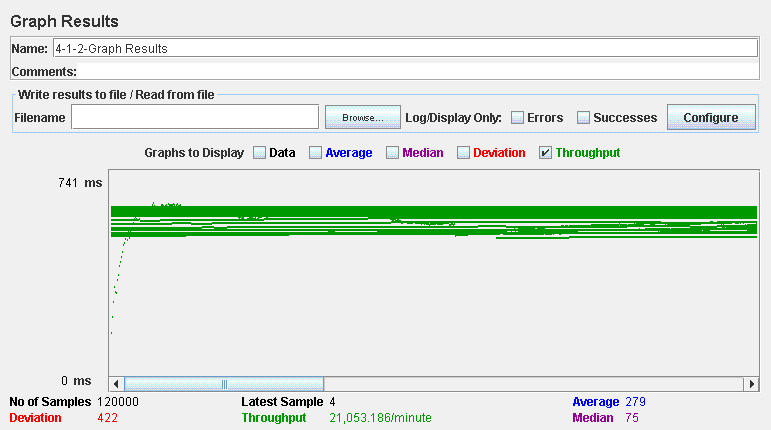 Graph Results
Name: 4-1-2-Graph Results
Comments:
Write results to file / Read from file
Filename Browse... Log/Display Only: Errors Successes Configure
Graphs to Display Data Average Median Deviation Throughput
741 ms
0 ms
No of Samples 120000 Latest Sample 4 Average 279
Deviation 422 Throughput 21,053.186/minute Median 75